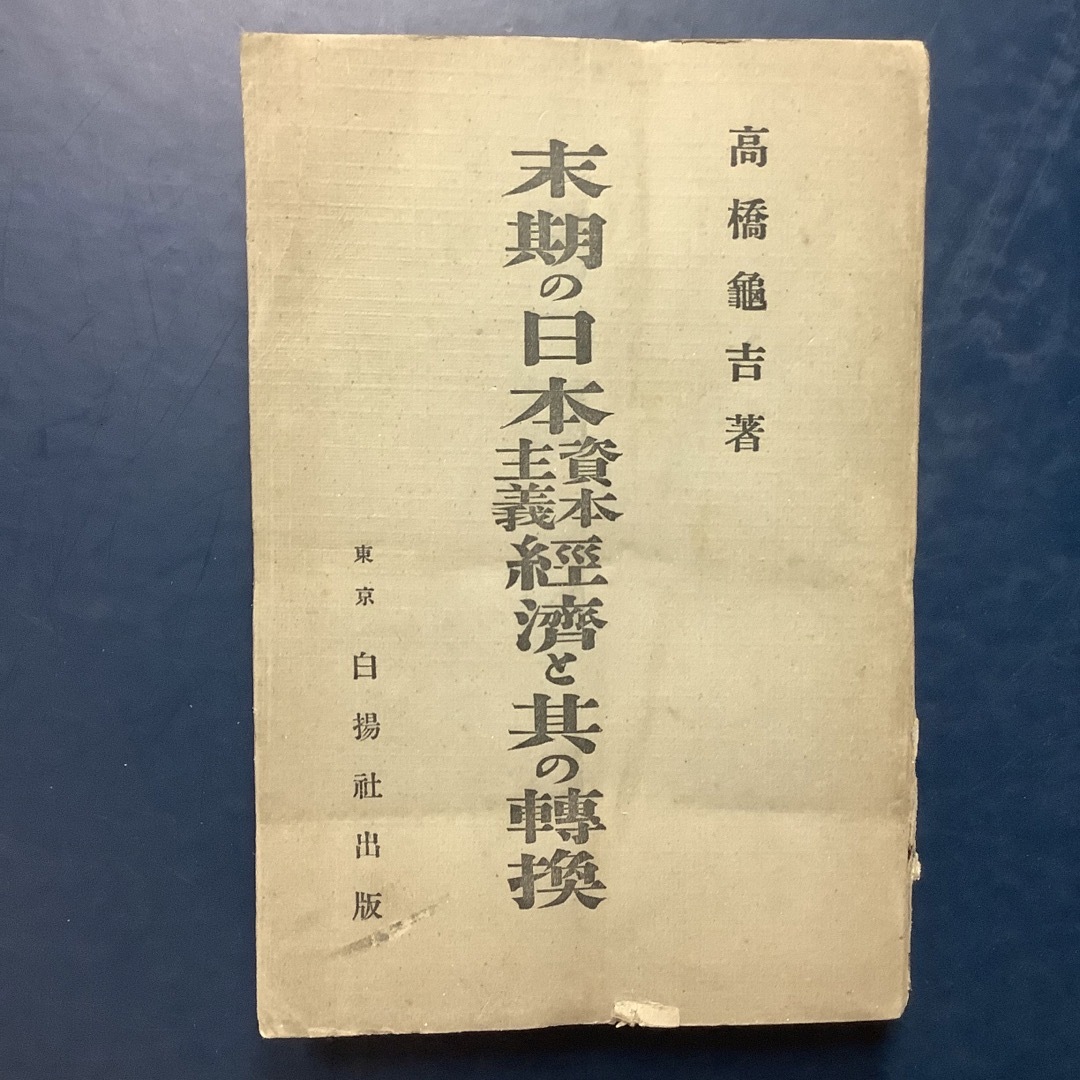 高橋龜吉著
末期の日本資本主義經濟と其の轉換
東京 白揚社出版